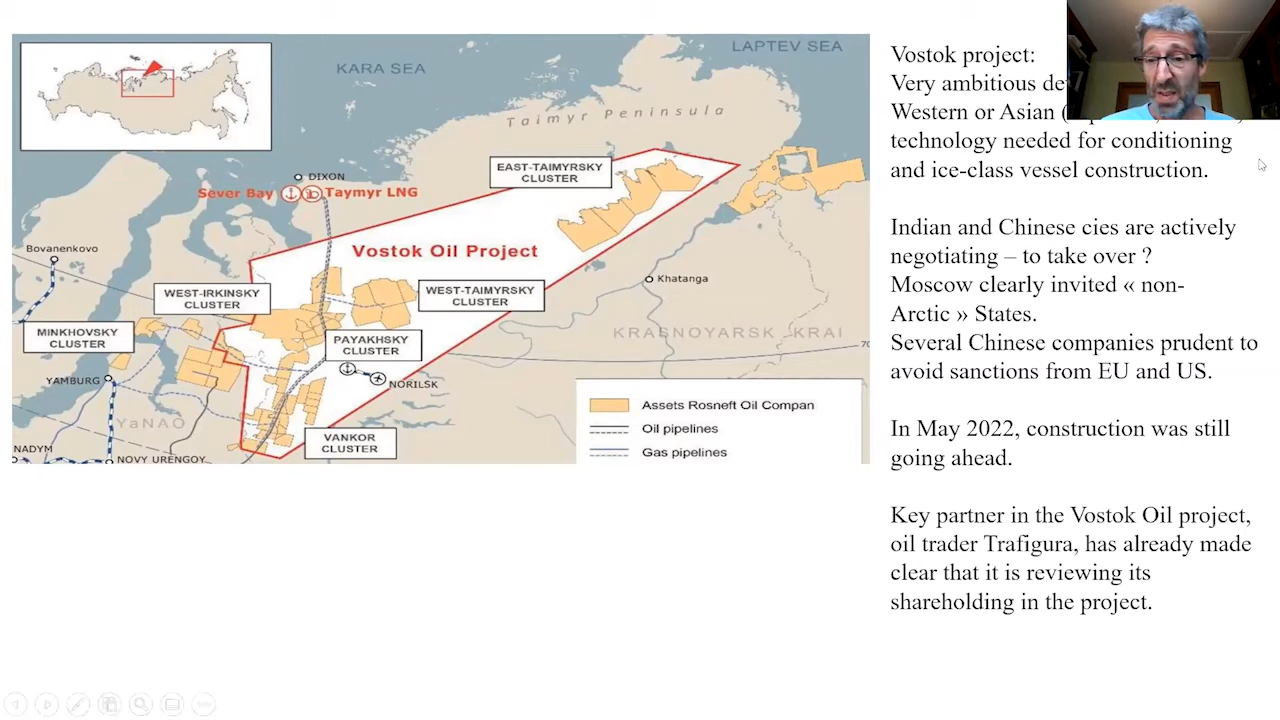 LAPTEV SEA
KARA SEA
Taimyr Peninsula
EAST-TAIMYRSKY
CLUSTER
DIXON
Sever Bay
Taymyr LNG
Vostok Oil Project
Bovanenkovo
Khatanga
WEST-IRKINSKY
CLUSTER
WEST-TAIMYRSKY
CLUSTER
MINKHOVSKY
CLUSTER
PAYAKHSKY
CLUSTER
KRASNOYARSK KRAI
70
YAMBURG
NORILSK
YaNAO
VANKOR
CLUSTER
NADYM
NOVY URENGOY
Assets Rosneft Oil Compan
Oil pipelines
Gas pipelines
Vostok project:
Very ambitious
Western or Asian
technology needed for conditioning
and ice-class vessel construction.
Indian and Chinese cies are actively
negotiating – to take over ?
Moscow clearly invited « non-
Arctic » States.
Several Chinese companies prudent to
avoid sanctions from EU and US.
In May 2022, construction was still
going ahead.
Key partner in the Vostok Oil project,
oil trader Trafigura, has already made
clear that it is reviewing its
shareholding in the project.